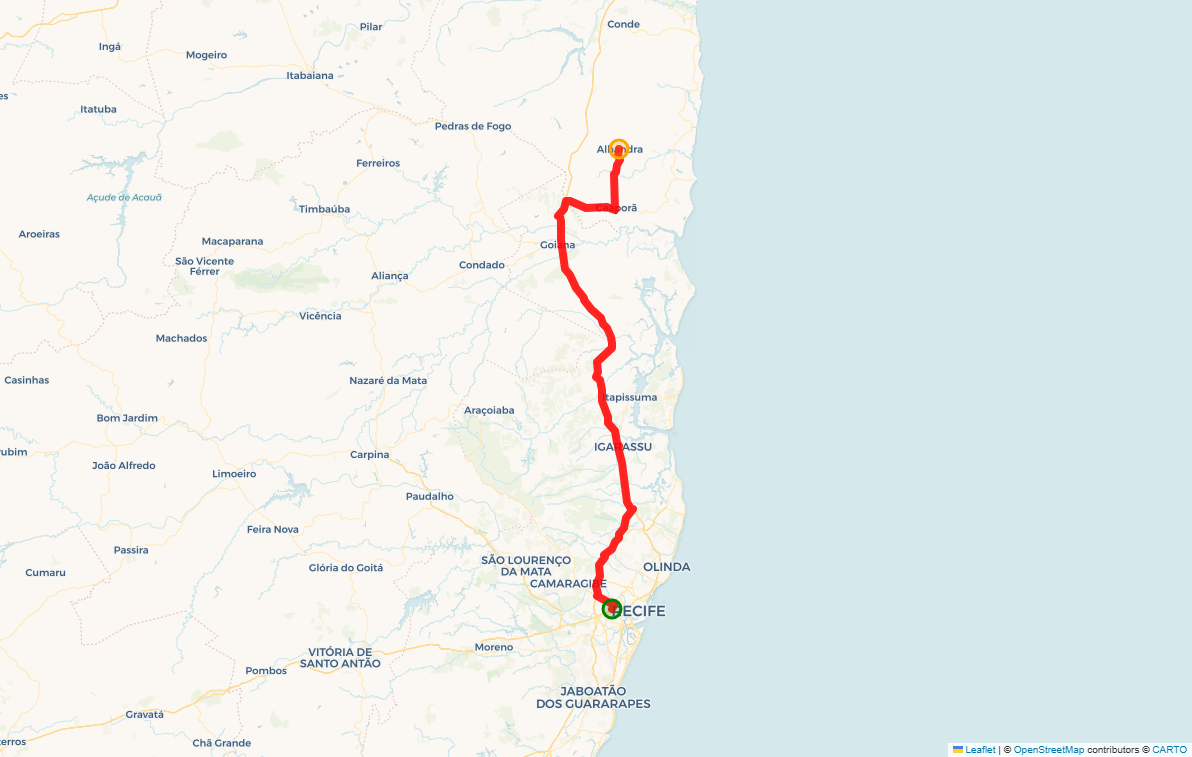 Conde
Pilar
Ingá
Mogeiro
Itabaiana
es
Itatuba
Pedras de Fogo
Alhandra
Ferreiros
Açude de Acauã
Timbaúba
Caaporã
Aroeiras
Macaparana
Goiana
São Vicente
Férrer
Condado
Aliança
Vicência
Machados
Casinhas
Nazaré da Mata
Itapissuma
Araçoiaba
Bom Jardim
IGARASSU
rubim
Carpina
João Alfredo
Limoeiro
Paudalho
Feira Nova
Passira
SÃO LOURENÇO
DA MATA
OLINDA
Glória do Goitá
Cumaru
CAMARAGIBE
RECIFE
Moreno
VITÓRIA DE
SANTO ANTÃO
Pombos
JABOATÃO
DOS GUARARAPES
Gravatá
zerros
Chã Grande
Leaflet | © OpenStreetMap contributors © CARTO